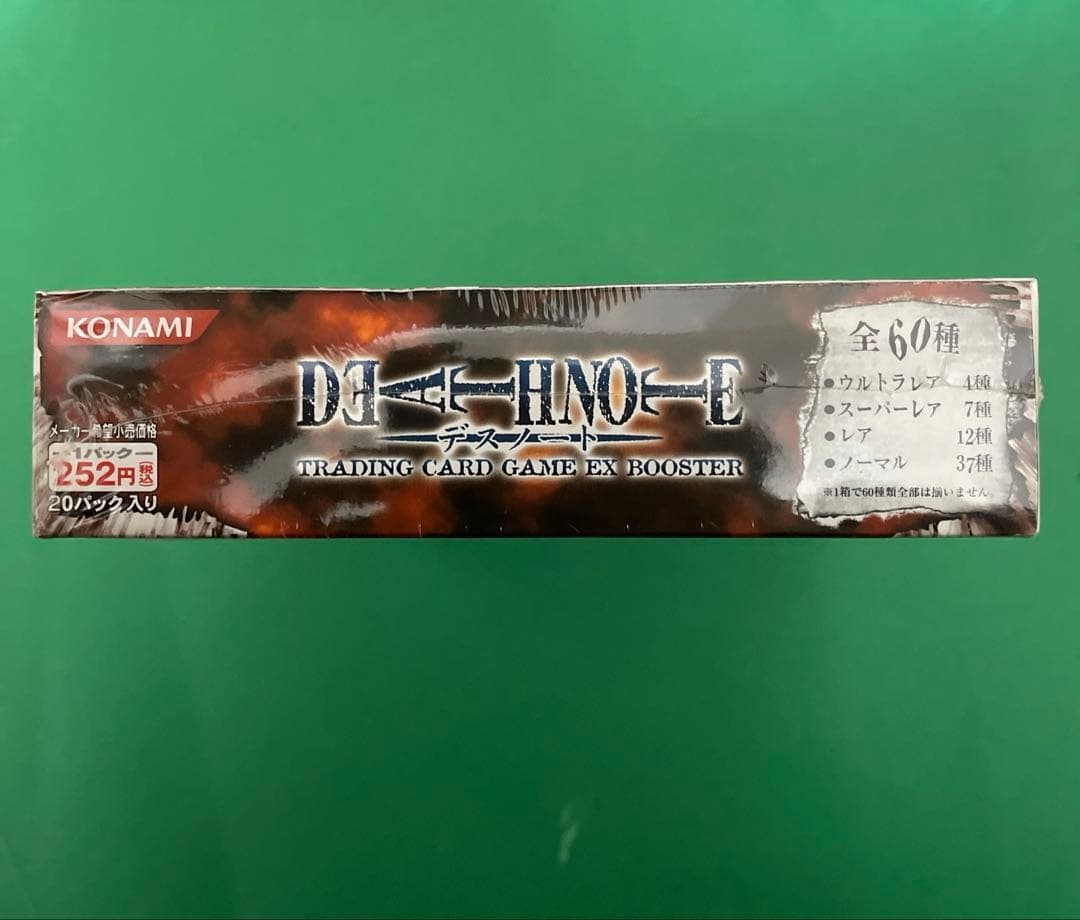 KONAMI
メーカー希望小売価格
1パック
252円(税込)
20パック入り
DEATH NOTE
デスノート
TRADING CARD GAME EX BOOSTER
全60種
●ウルトラレア 4種
●スーパーレア 7種
●レア 12種
●ノーマル 37種
※1箱で60種類全部は揃いません。